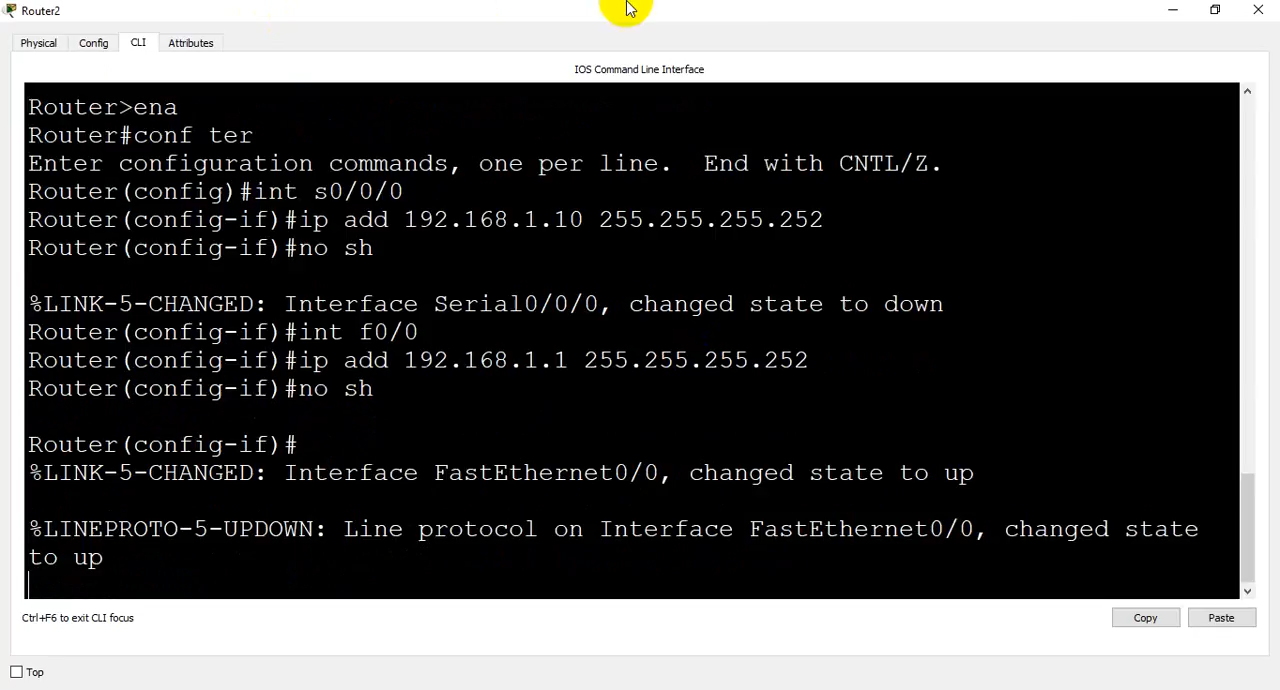 Router2
Physical Config CLI Attributes
IOS Command Line Interface
Router>ena
Router#conf ter
Enter configuration commands, one per line.  End with CNTL/Z.
Router(config)#int s0/0/0
Router(config-if)#ip add 192.168.1.10 255.255.255.252
Router(config-if)#no sh
%LINK-5-CHANGED: Interface Serial0/0/0, changed state to down
Router(config-if)#int f0/0
Router(config-if)#ip add 192.168.1.1 255.255.255.252
Router(config-if)#no sh
Router(config-if)#
%LINK-5-CHANGED: Interface FastEthernet0/0, changed state to up
%LINEPROTO-5-UPDOWN: Line protocol on Interface FastEthernet0/0, changed state
to up
Ctrl+F6 to exit CLI focus
Copy Paste
Top